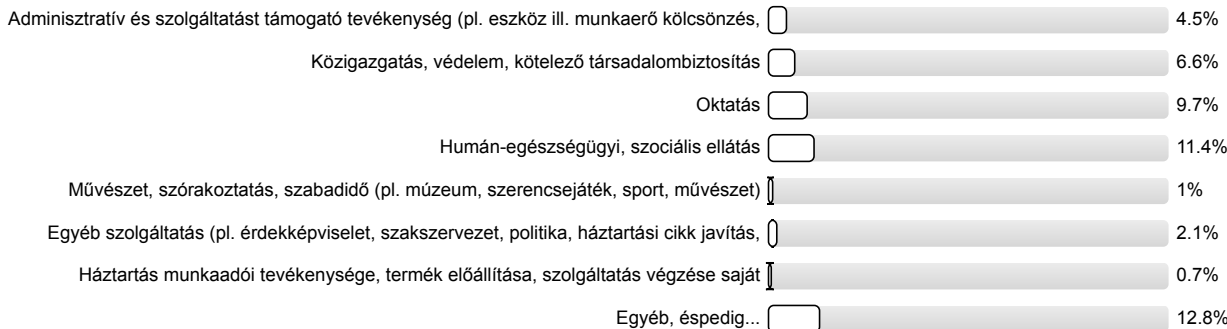 Adminisztratív és szolgáltatást támogató tevékenység (pl. eszköz ill. munkaerő kölcsönzés, 4.5%
Közigazgatás, védelem, kötelező társadalombiztosítás 6.6%
Oktatás 9.7%
Humán-egészségügyi, szociális ellátás 11.4%
Művészet, szórakoztatás, szabadidő (pl. múzeum, szerencsejáték, sport, művészet) 1%
Egyéb szolgáltatás (pl. érdekképviselet, szakszervezet, politika, háztartási cikk javítás, 2.1%
Háztartás munkaadói tevékenysége, termék előállítása, szolgáltatás végzése saját 0.7%
Egyéb, éspedig... 12.8%